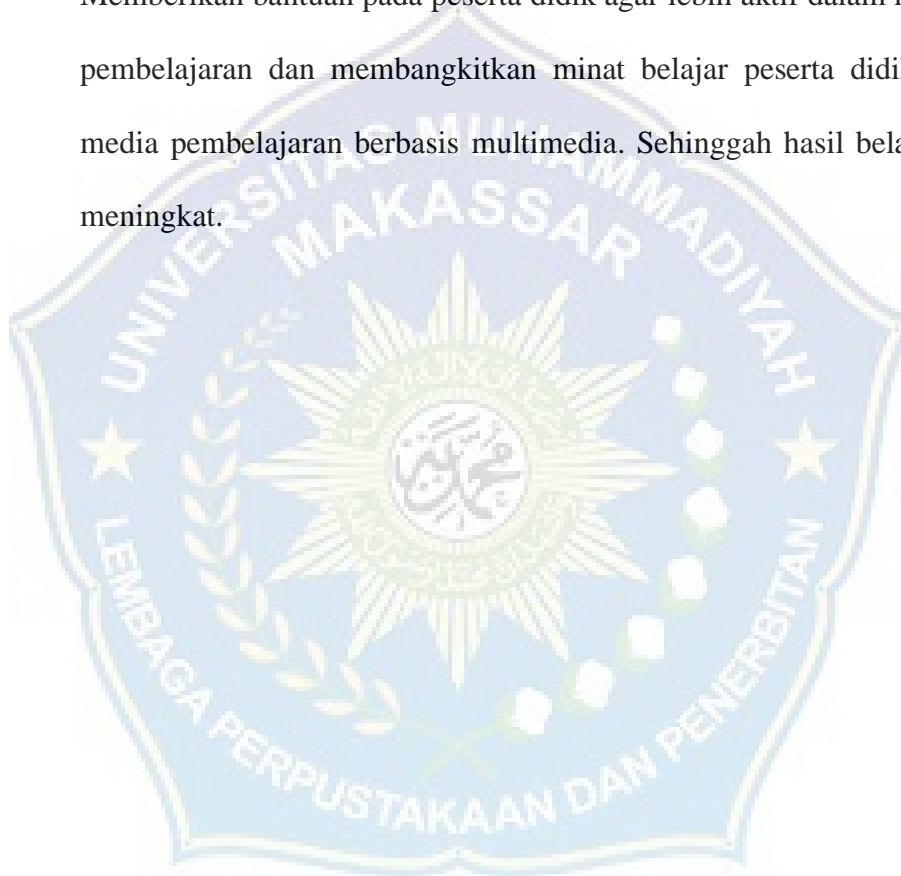 Memberikan bantuan pada peserta didik agar lebih aktif dalam
pembelajaran dan membangkitkan minat belajar peserta
media pembelajaran berbasis multimedia. Sehinggah hasil
meningkat.
UNIVERSITAS MUHAMMADIYAH
MAKASSAR
محمدية
LEMBAGA PERPUSTAKAAN DAN PENERBITAN